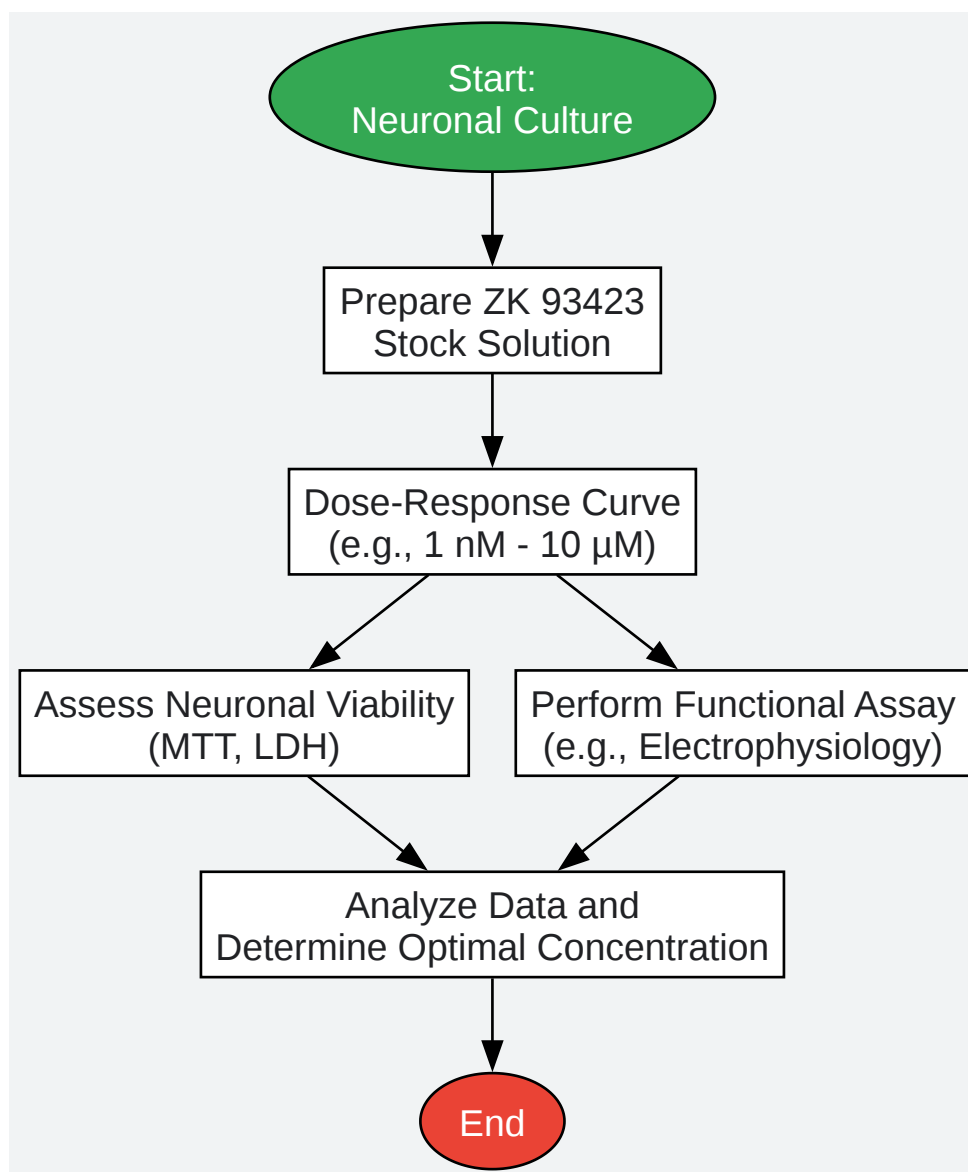 Start:
Neuronal Culture
Prepare ZK 93423
Stock Solution
Dose-Response Curve
(e.g., 1 nM - 10 µM)
Assess Neuronal Viability
(MTT, LDH)
Perform Functional Assay
(e.g., Electrophysiology)
Analyze Data and
Determine Optimal Concentration
End